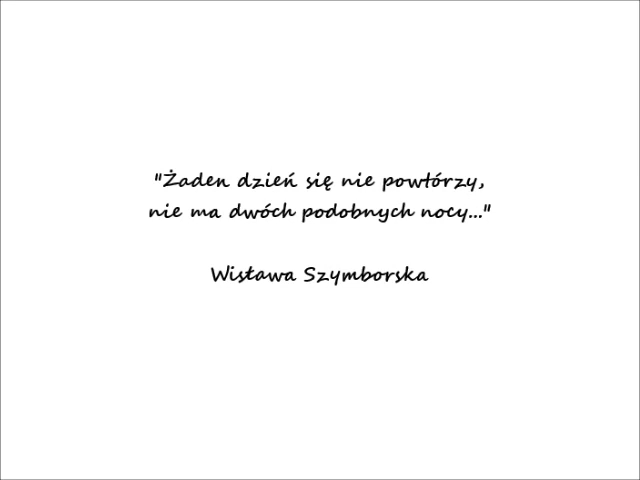 "Żaden dzień się nie powtórzy,
nie ma dwóch podobnych nocy..."
Wisława Szymborska